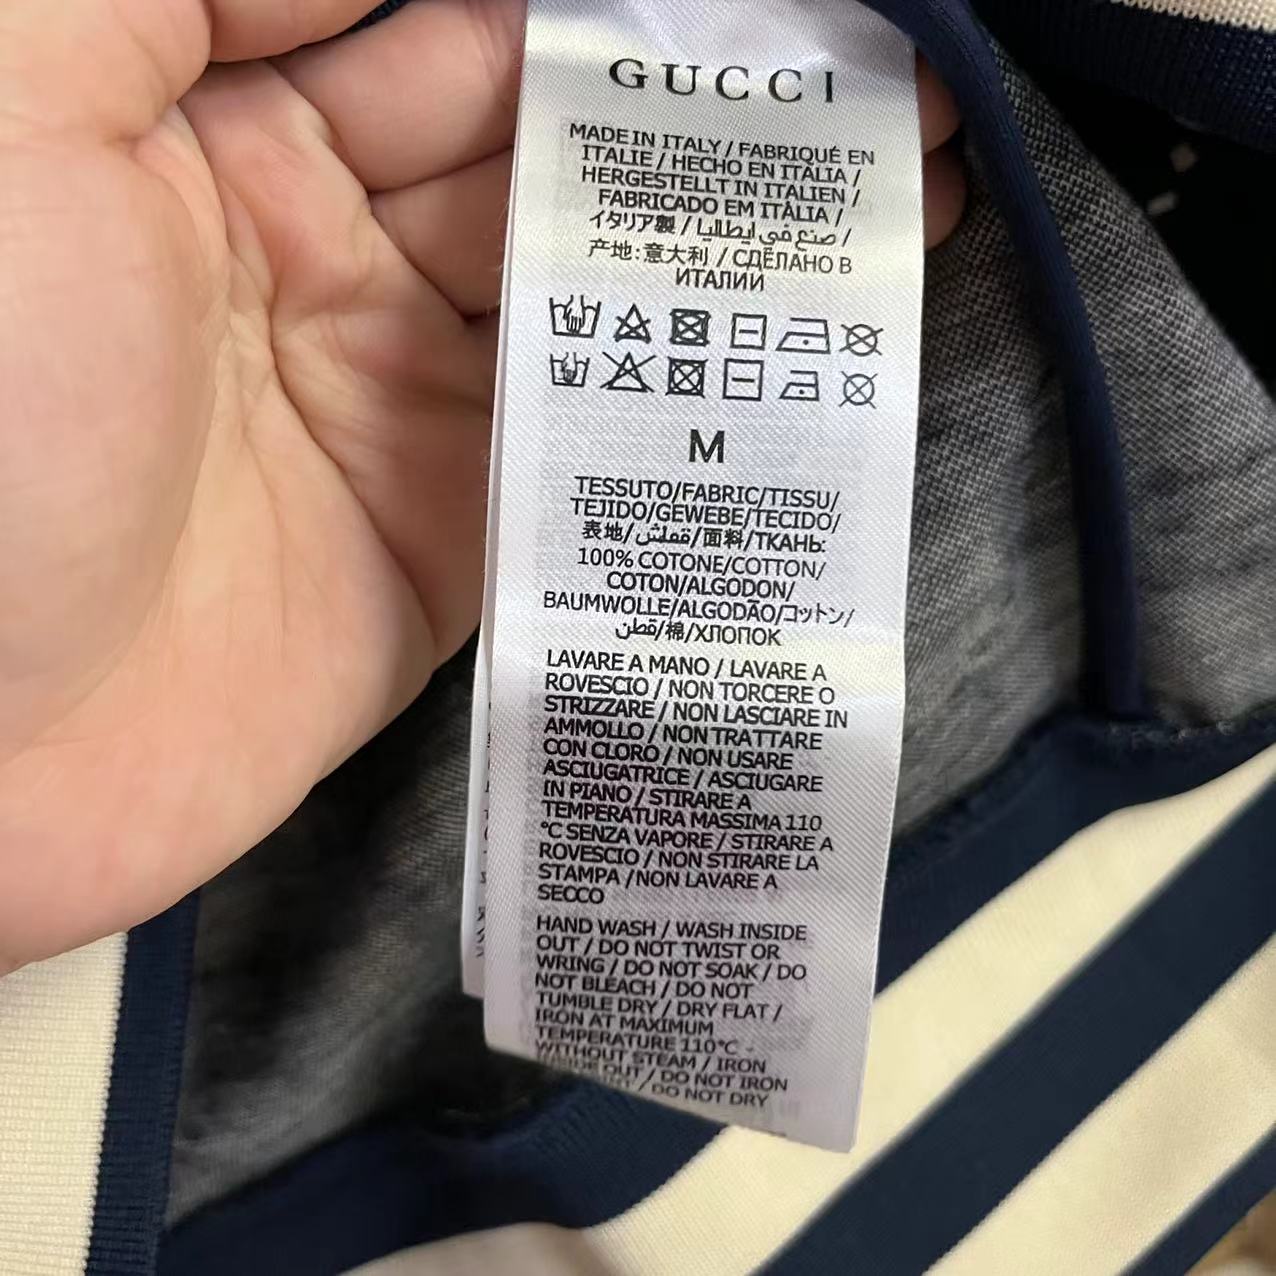 GUCCI
MADE IN ITALY / FABRIQUÉ EN
ITALIE / HECHO EN ITALIA /
HERGESTELLT IN ITALIEN /
FABRICADO EM ITÁLIA /
イタリア製 / صنع في إيطاليا /
产地:意大利 / СДЕЛАНО В
ИТАЛИИ
M
TESSUTO/FABRIC/TISSU/
TEJIDO/GEWEBE/TECIDO/
表地/قماش/面料/ТКАНЬ:
100% COTONE/COTTON/
COTON/ALGODON/
BAUMWOLLE/ALGODÃO/コットン/
قطن/棉/ХЛОПОК
LAVARE A MANO / LAVARE A
ROVESCIO / NON TORCERE O
STRIZZARE / NON LASCIARE IN
AMMOLLO / NON TRATTARE
CON CLORO / NON USARE
ASCIUGATRICE / ASCIUGARE
IN PIANO / STIRARE A
TEMPERATURA MASSIMA 110
°C SENZA VAPORE / STIRARE A
ROVESCIO / NON STIRARE LA
STAMPA /NON LAVARE A
SECCO
HAND WASH / WASH INSIDE
OUT / DO NOT TWIST OR
WRING / DO NOT SOAK / DO
NOT BLEACH / DO NOT
TUMBLE DRY / DRY FLAT /
IRON AT MAXIMUM
TEMPERATURE 110°C -
WITHOUT STEAM / IRON
OUT / DO NOT IRON
/ DO NOT DRY